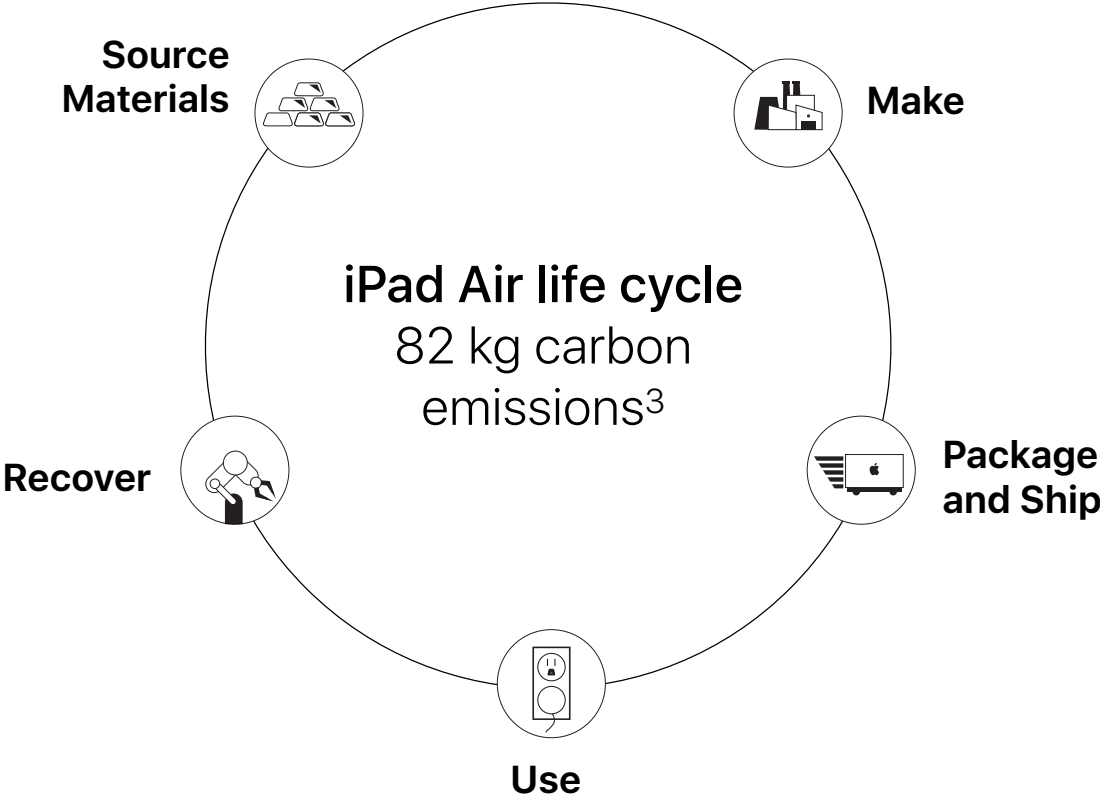 Source
Materials
Make
iPad Air life cycle
82 kg carbon
emissions³
Package
and Ship
Recover
Use